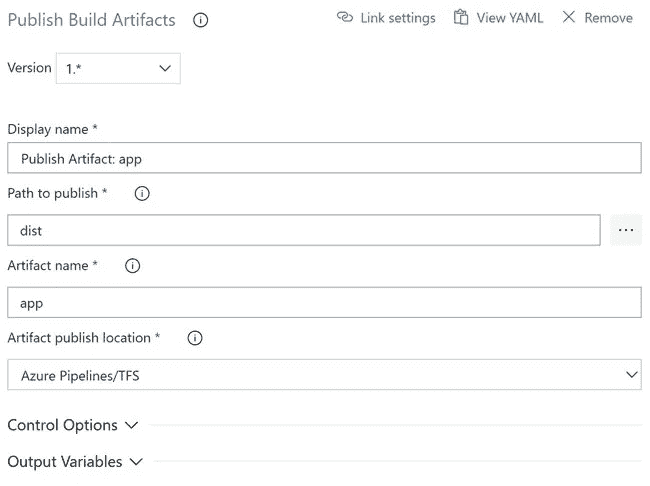 Publish Build Artifacts Link settings View YAML Remove
Version 1.*
Display name *
Publish Artifact: app
Path to publish *
dist ...
Artifact name *
app
Artifact publish location *
Azure Pipelines/TFS
Control Options
Output Variables